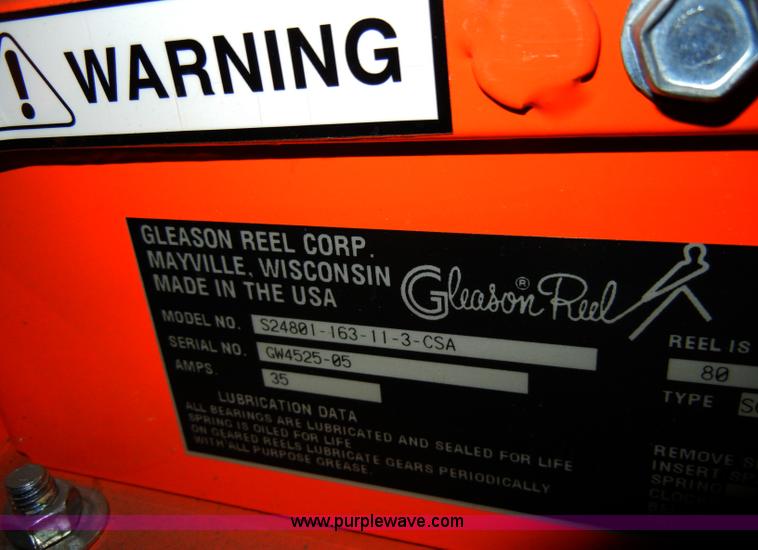 ! WARNING
GLEASON REEL CORP.
MAYVILLE, WISCONSIN
MADE IN THE USA
Gleason® Reel
MODEL NO. S24801-163-11-3-CSA
SERIAL NO. GW4525-05
AMPS. 35
LUBRICATION DATA
ALL BEARINGS ARE LUBRICATED AND SEALED FOR LIFE
SPRING IS OILED FOR LIFE
ON GEARED REELS LUBRICATE GEARS PERIODICALLY
WITH ALL PURPOSE GREASE.
REEL IS
80
TYPE
REMOVE
INSERT
SPRING
www.purplewave.com